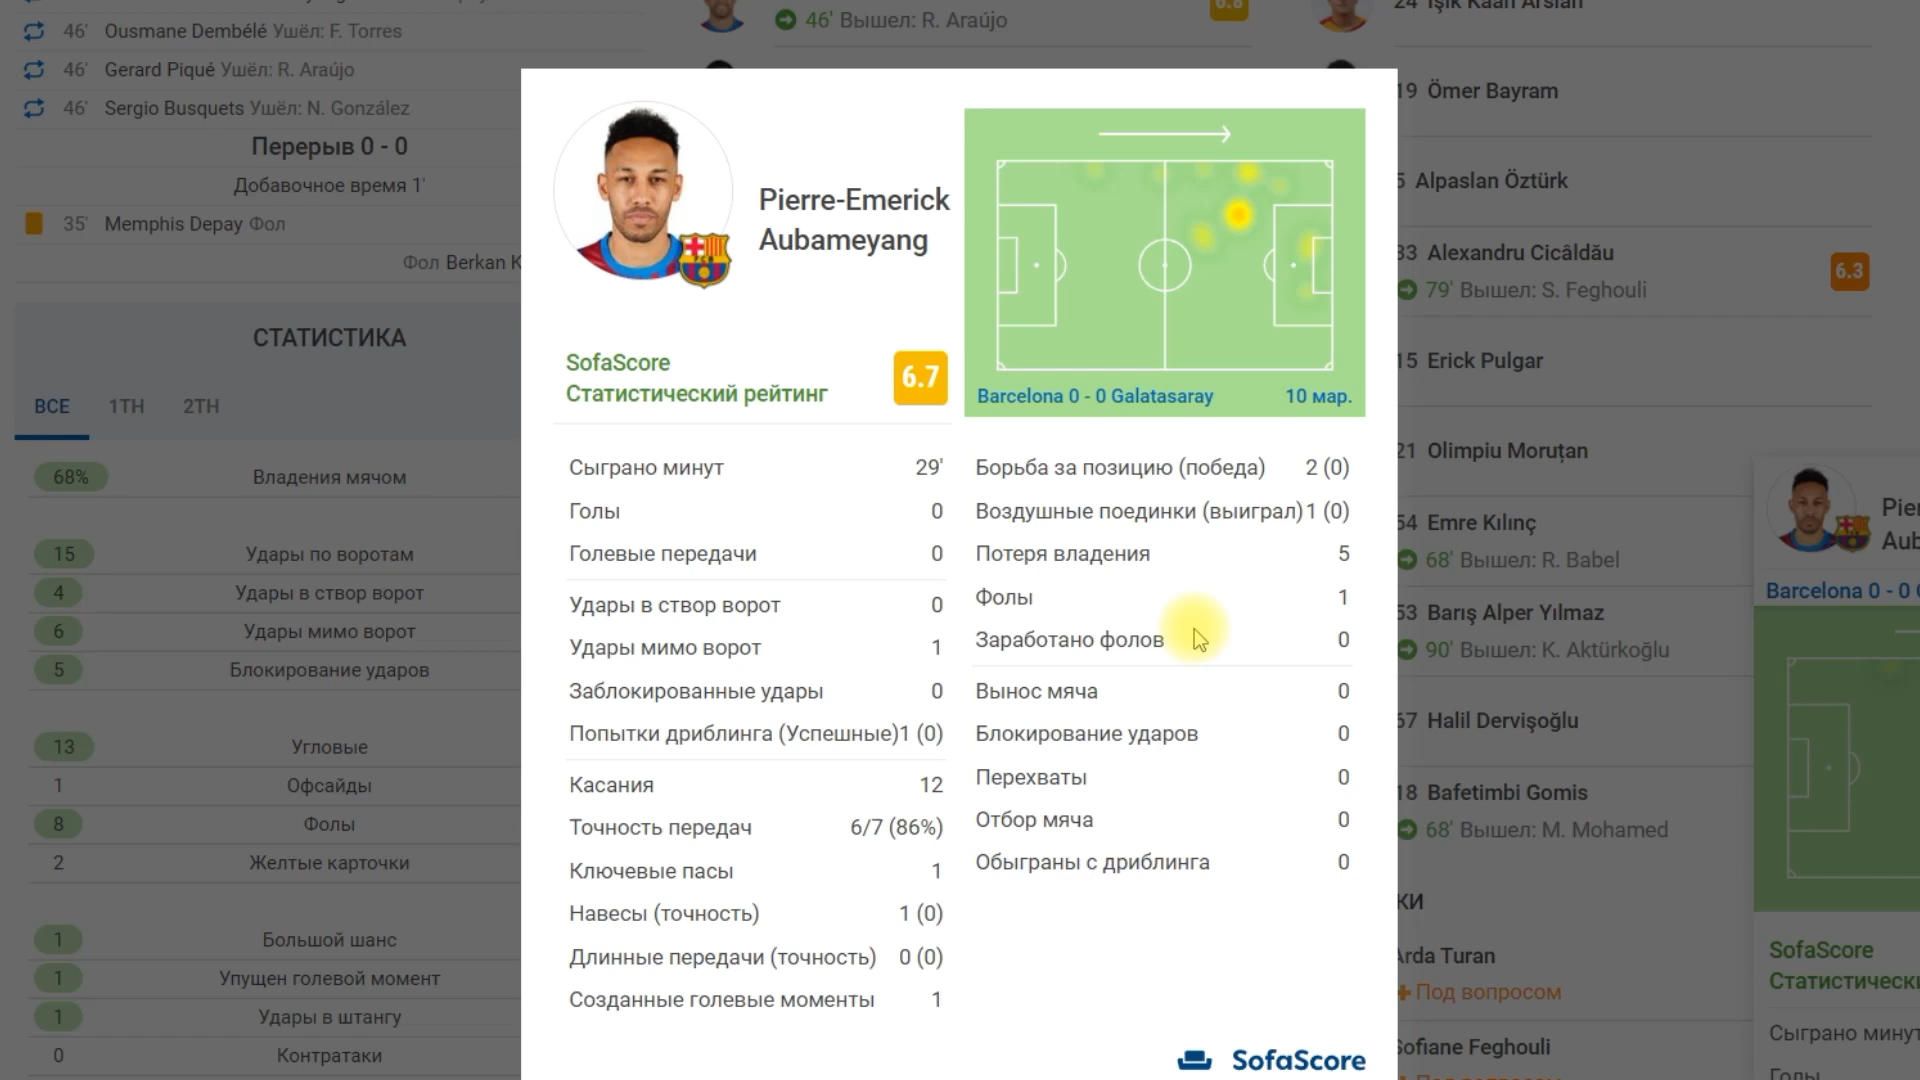 46' Ousmane Dembélé Ушёл: F. Torres
46' Gerard Piqué Ушёл: R. Araújo
46' Sergio Busquets Ушёл: N. González
Перерыв 0 - 0
Добавочное время 1'
35' Memphis Depay Фол
Фол Berkan K
СТАТИСТИКА
ВСЕ 1TH 2TH
68% Владения мячом
15 Удары по воротам
4 Удары в створ ворот
6 Удары мимо ворот
5 Блокирование ударов
13 Угловые
1 Офсайды
8 Фолы
2 Желтые карточки
1 Большой шанс
1 Упущен голевой момент
1 Удары в штангу
0 Контратаки
46' Вышел: R. Araújo
6.8
Pierre-Emerick
Aubameyang
SofaScore
Статистический рейтинг
6.7
Barcelona 0 - 0 Galatasaray 10 мар.
Сыграно минут 29'
Голы 0
Голевые передачи 0
Удары в створ ворот 0
Удары мимо ворот 1
Заблокированные удары 0
Попытки дриблинга (Успешные) 1 (0)
Касания 12
Точность передач 6/7 (86%)
Ключевые пасы 1
Навесы (точность) 1 (0)
Длинные передачи (точность) 0 (0)
Созданные голевые моменты 1
Борьба за позицию (победа) 2 (0)
Воздушные поединки (выиграл) 1 (0)
Потеря владения 5
Фолы 1
Заработано фолов 0
Вынос мяча 0
Блокирование ударов 0
Перехваты 0
Отбор мяча 0
Обыграны с дриблинга 0
SofaScore
24 Işık Kaan Arslan
19 Ömer Bayram
5 Alpaslan Öztürk
33 Alexandru Cicâldău
79' Вышел: S. Feghouli
6.3
15 Erick Pulgar
21 Olimpiu Moruțan
54 Emre Kılınç
68' Вышел: R. Babel
53 Barış Alper Yılmaz
90' Вышел: K. Aktürkoğlu
67 Halil Dervişoğlu
18 Bafetimbi Gomis
68' Вышел: M. Mohamed
КИ
Arda Turan
Под вопросом
Sofiane Feghouli
Pier
Aub
Barcelona 0 - 0 G
SofaScore
Статистическ
Сыграно минут
Голы